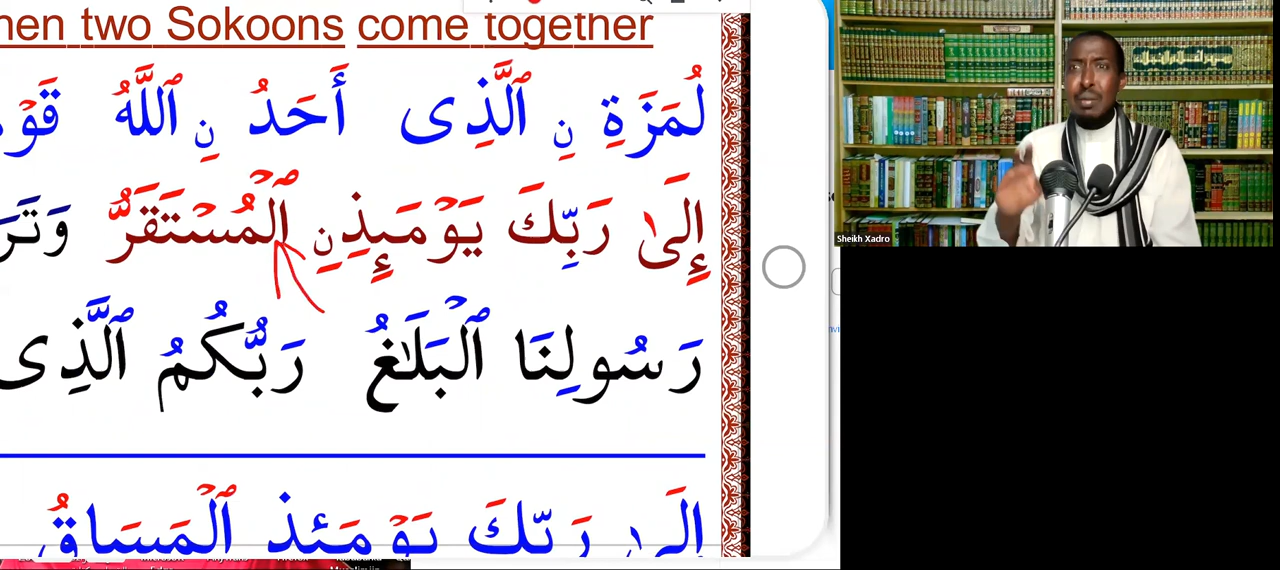 hen two Sokoons come together
لُمَزَةِ نِ ٱلَّذِى أَحَدُ نِ ٱللَّهُ
إِلَىٰ رَبِّكَ يَوْمَئِذٍنِ ٱلْمُسْتَقَرُّ
رَسُولِنَا ٱلْبَلَٰغُ رَبُّكُمُ ٱلَّذِى
إِلَىٰ رَبِّكَ يَوْمَئِذٍ ٱلْمَسَاقُ
Sheikh Xadro